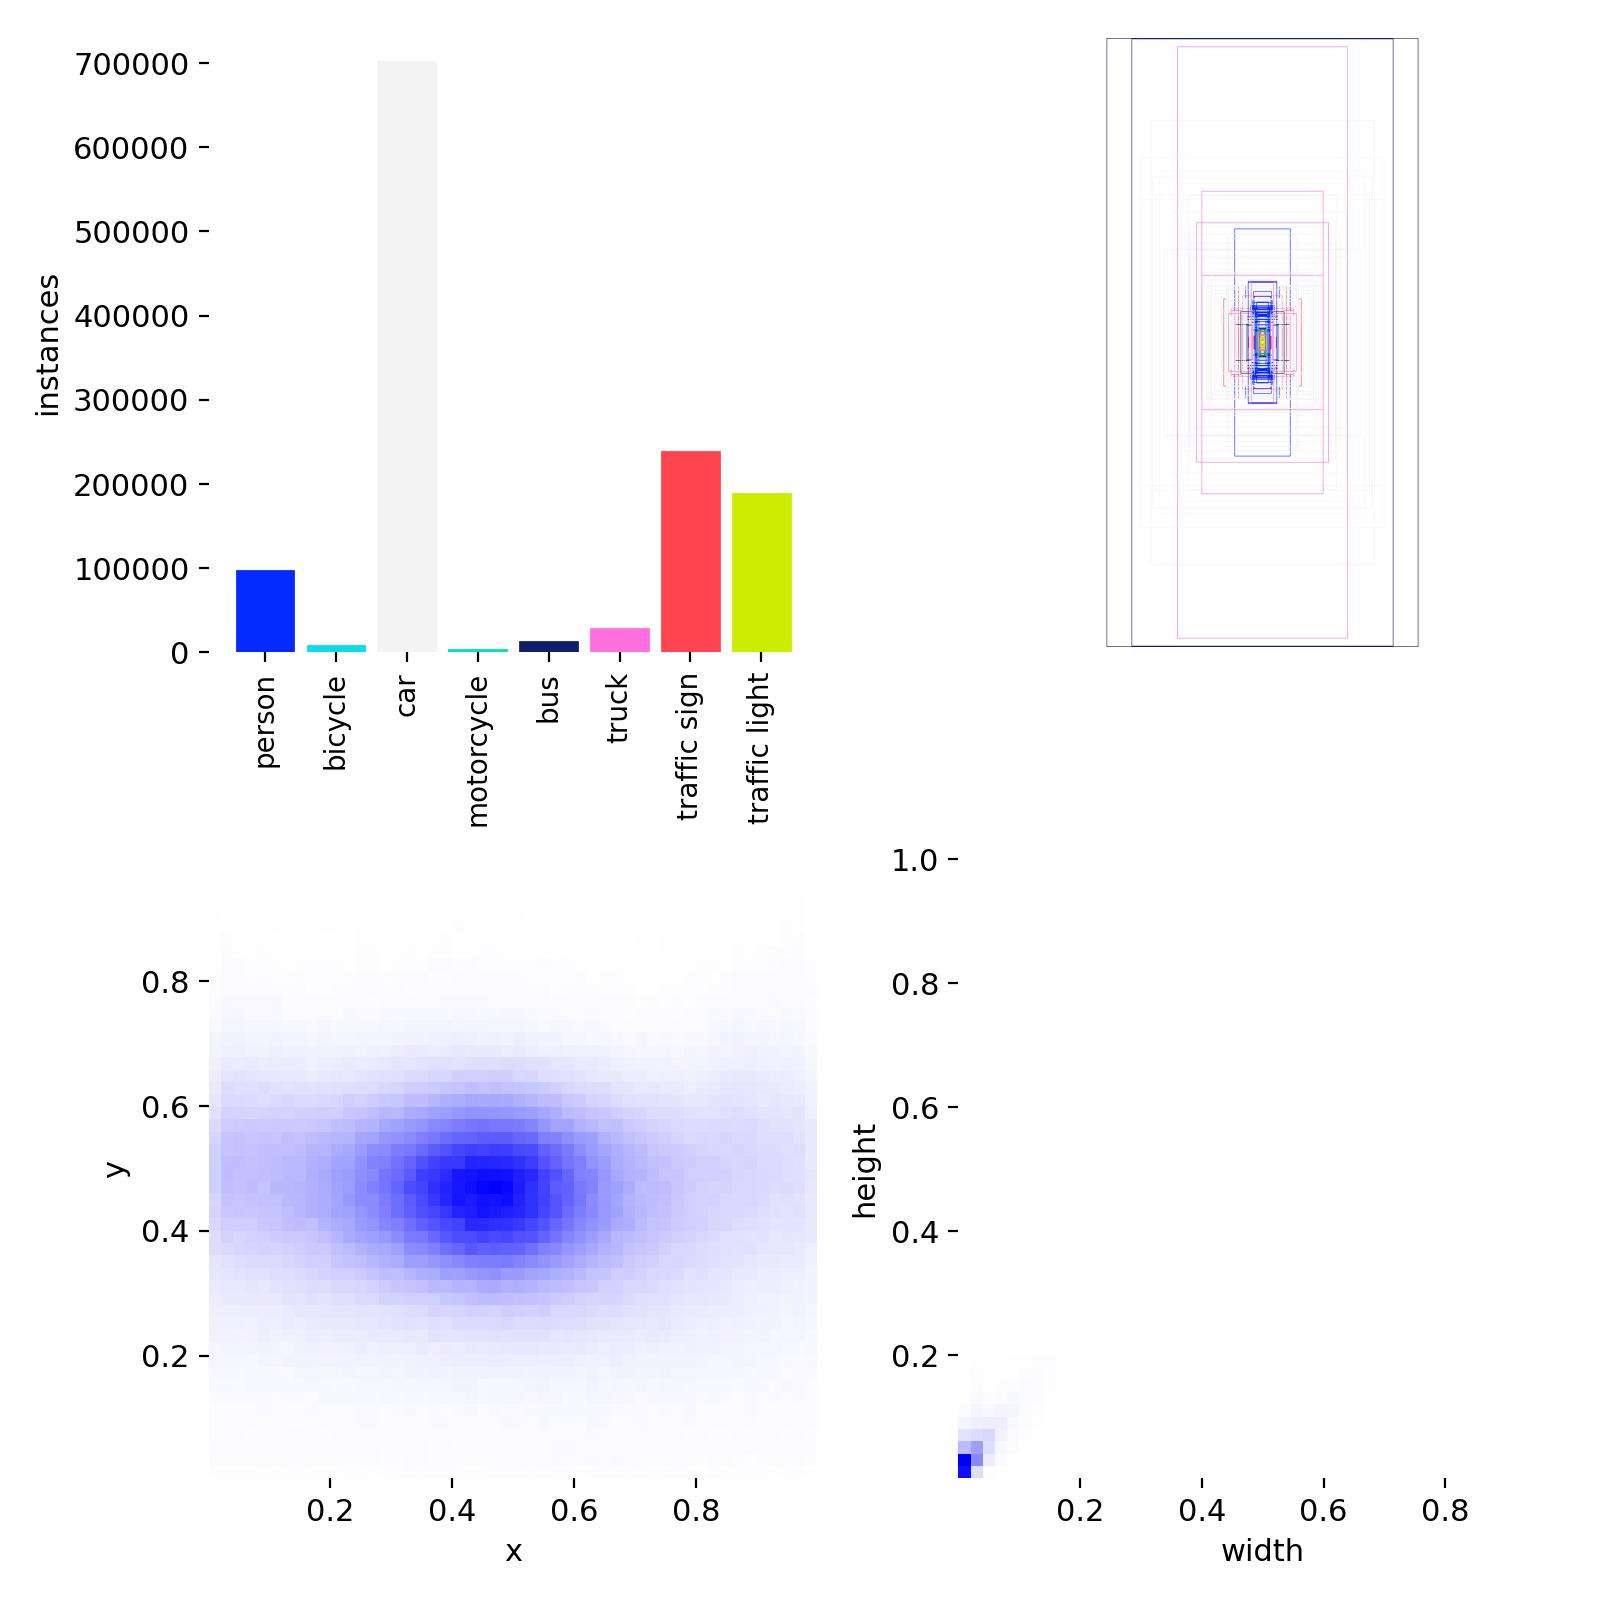 700000
600000
500000
400000
300000
200000
100000
0
instances
person
bicycle
car
motorcycle
bus
truck
traffic sign
traffic light
0.8
0.6
0.4
0.2
y
0.2 0.4 0.6 0.8
x
1.0
0.8
0.6
0.4
0.2
height
0.2 0.4 0.6 0.8
width